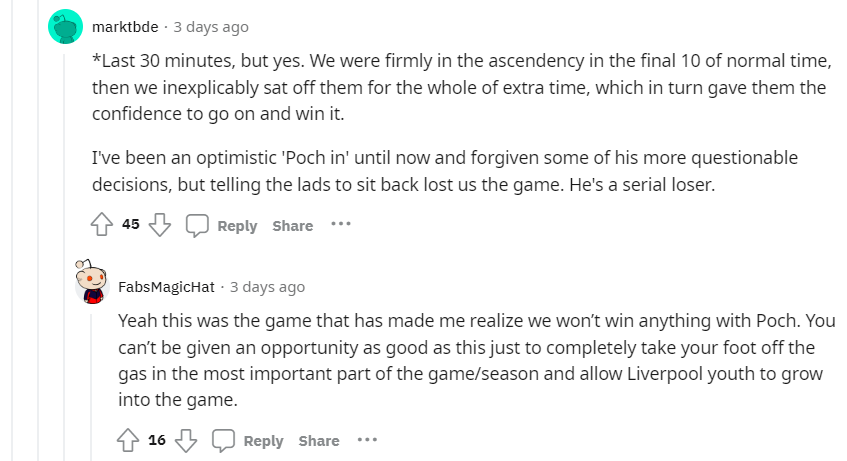 marktbde · 3 days ago
*Last 30 minutes, but yes. We were firmly in the ascendency in the final 10 of normal time,
then we inexplicably sat off them for the whole of extra time, which in turn gave them the
confidence to go on and win it.
I've been an optimistic 'Poch in' until now and forgiven some of his more questionable
decisions, but telling the lads to sit back lost us the game. He's a serial loser.
45 Reply Share ···
FabsMagicHat · 3 days ago
Yeah this was the game that has made me realize we won’t win anything with Poch. You
can’t be given an opportunity as good as this just to completely take your foot off the
gas in the most important part of the game/season and allow Liverpool youth to grow
into the game.
16 Reply Share ···